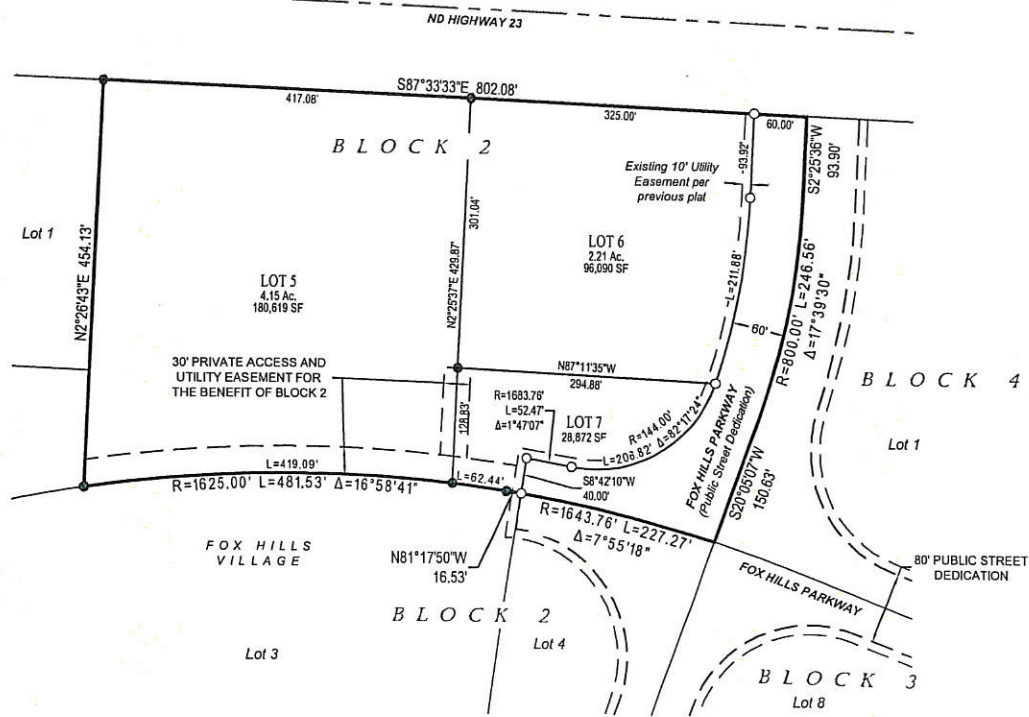 ND HIGHWAY 23
S87°33'33"E 802.08'
417.08'
325.00'
60.00'
BLOCK 2
Existing 10' Utility
Easement per
previous plat
93.92'
S2°25'36"W
93.90'
Lot 1
N2°26'43"E 454.13'
301.04'
N2°25'37"E 429.87'
LOT 6
2.21 Ac.
96,090 SF
LOT 5
4.15 Ac.
180,619 SF
L=211.88'
60'
R=800.00' L=246.56'
Δ=17°39'30"
30' PRIVATE ACCESS AND
UTILITY EASEMENT FOR
THE BENEFIT OF BLOCK 2
N87°11'35"W
294.88'
BLOCK 4
R=1683.76'
L=52.47'
Δ=1°47'07"
LOT 7
28,872 SF
128.83'
R=144.00'
L=206.82' Δ=82°17'24"
FOX HILLS PARKWAY
(Public Street Dedication)
S20°05'07"W
150.63'
Lot 1
L=419.09'
R=1625.00' L=481.53' Δ=16°58'41"
L=62.44'
S8°42'10"W
40.00'
R=1643.76' L=227.27'
Δ=7°55'18"
FOX HILLS
VILLAGE
N81°17'50"W
16.53'
FOX HILLS PARKWAY
80' PUBLIC STREET
DEDICATION
BLOCK 2
Lot 3
Lot 4
BLOCK 3
Lot 8